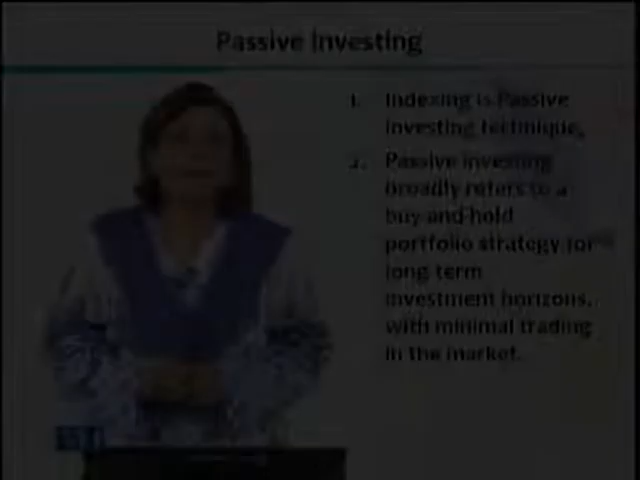 Passive Investing
1. Indexing is Passive
investing technique,
2. Passive investing
broadly refers to a
buy-and-hold
portfolio strategy for
long-term
investment horizons,
with minimal trading
in the market.